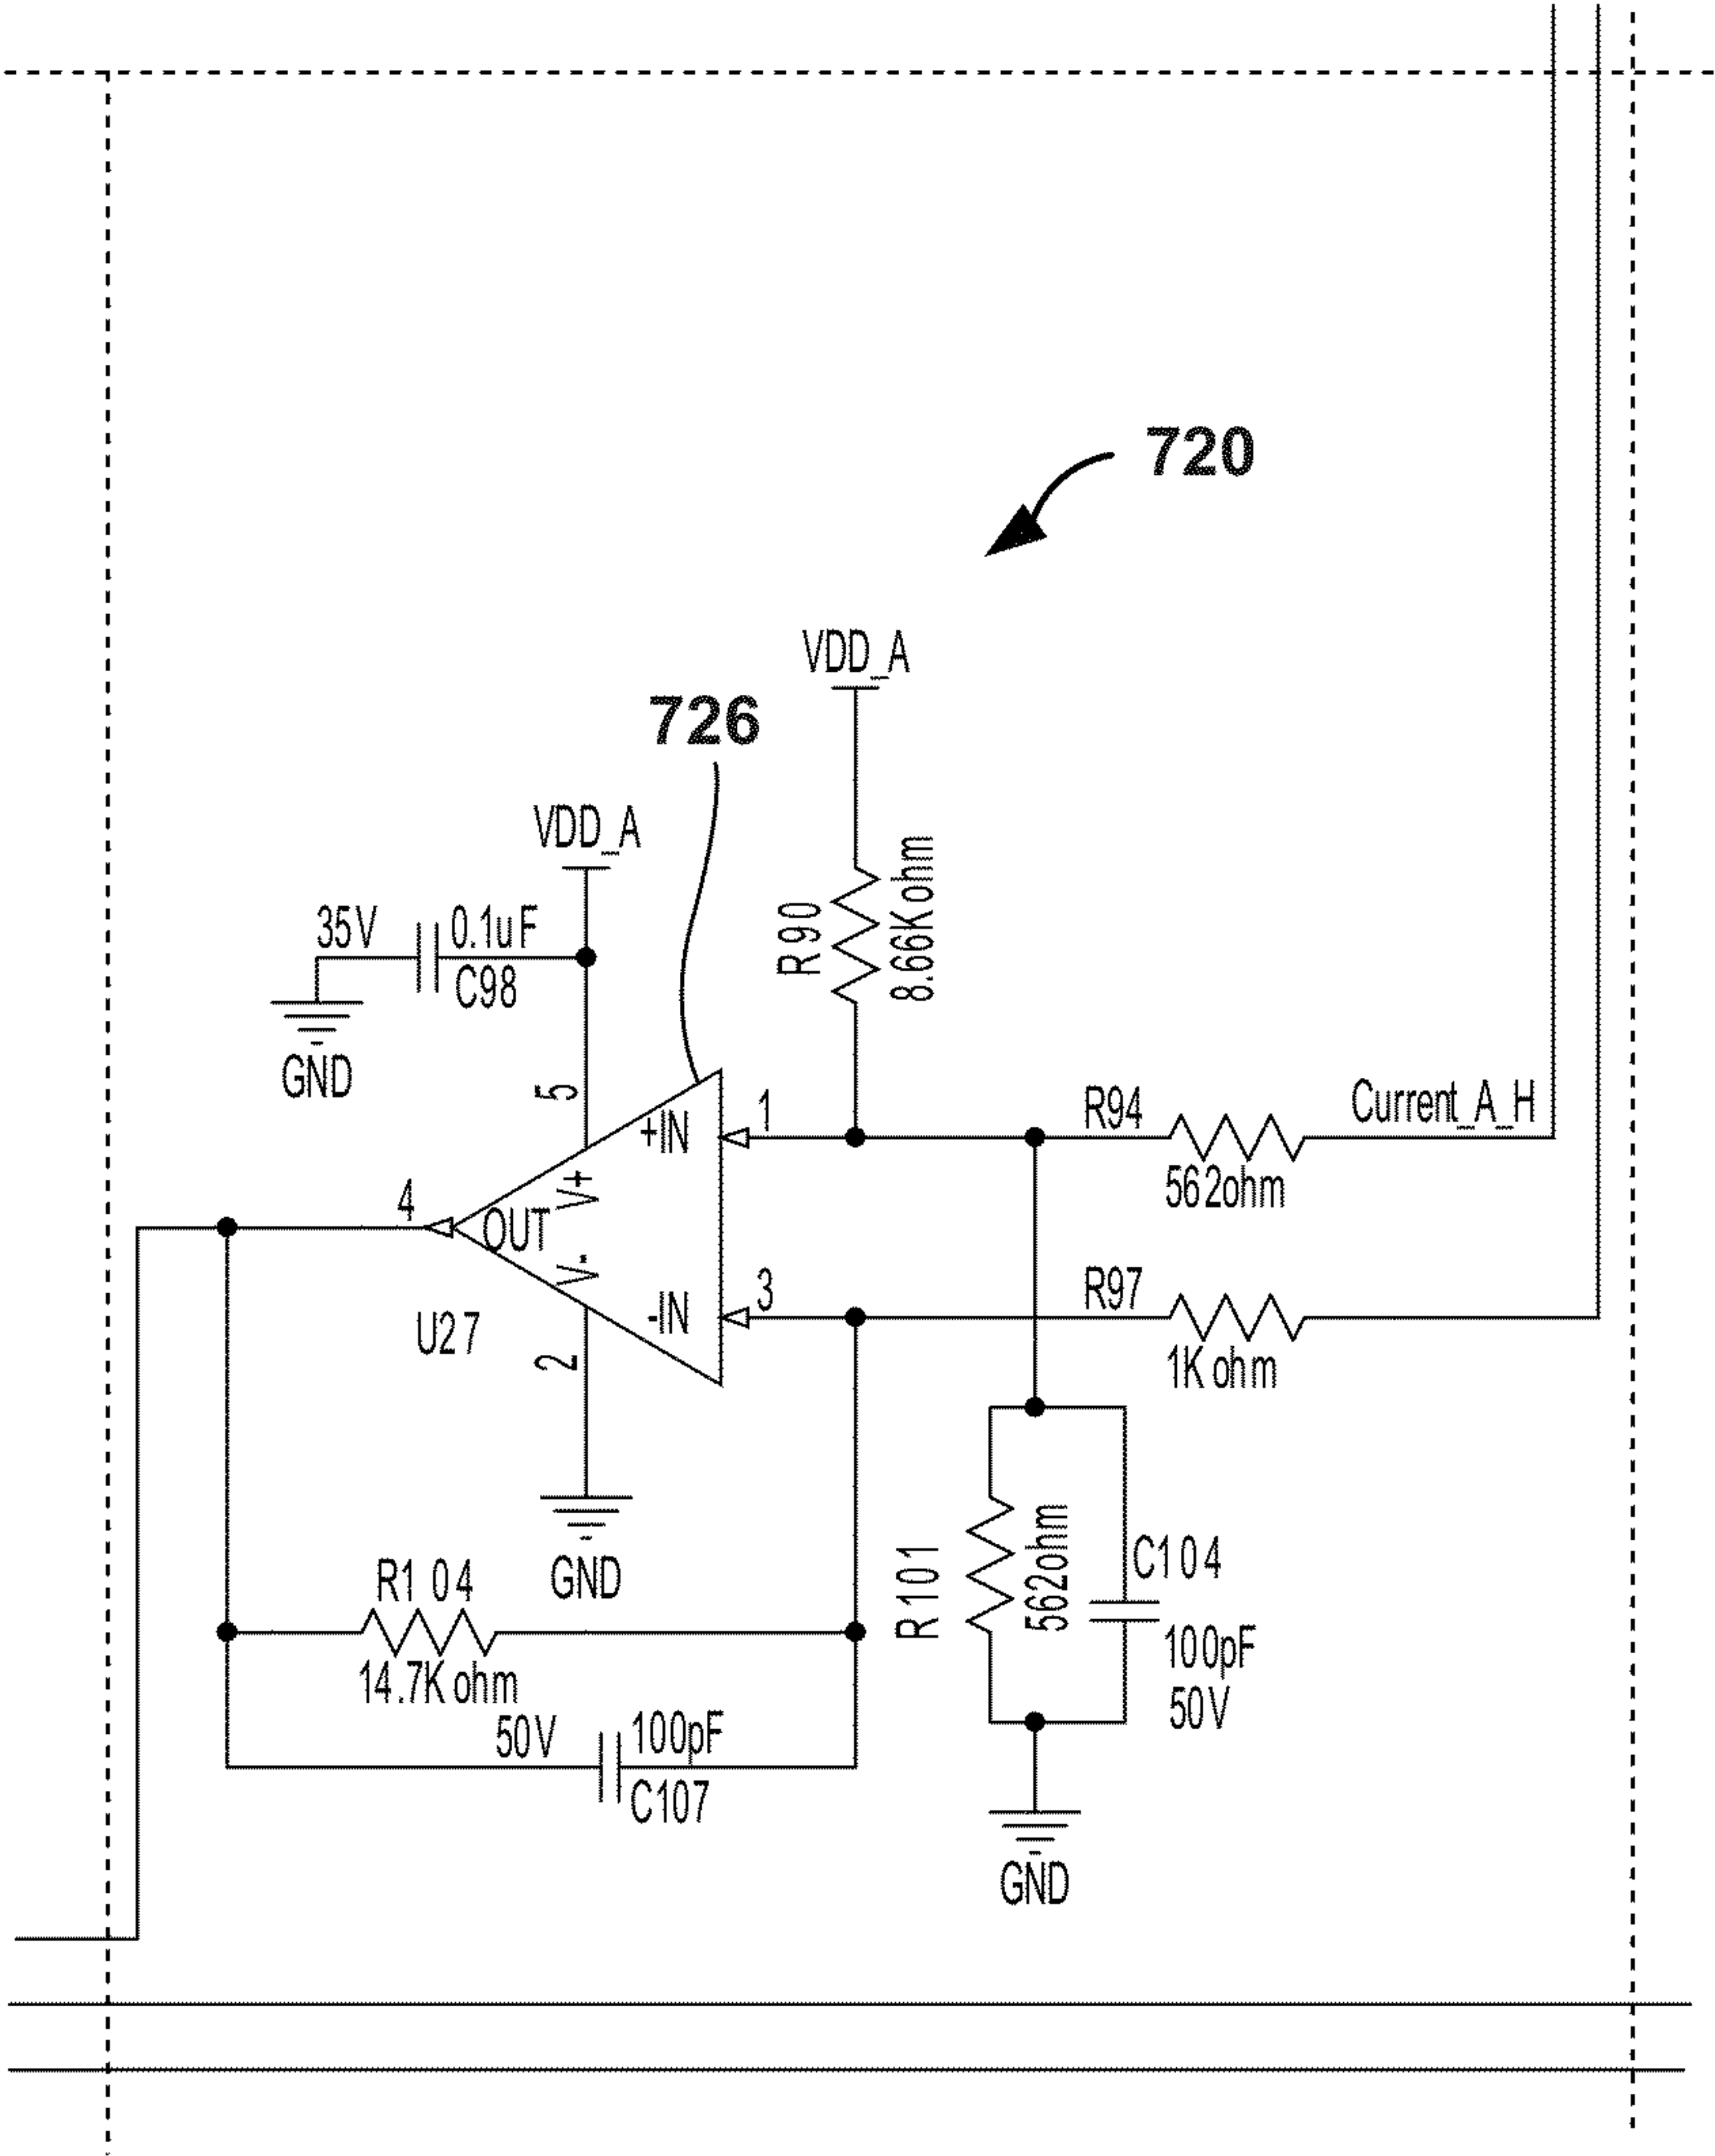 720
VDD_A
726
VDD_A
35V
0.1uF
C98
GND
R90
8.66Kohm
5
+IN
1
R94
562ohm
Current_A_H
4
OUT
V+
V-
-IN
3
R97
1Kohm
U27
2
GND
R104
14.7Kohm
50V
100pF
C107
R101
562ohm
C104
100pF
50V
GND